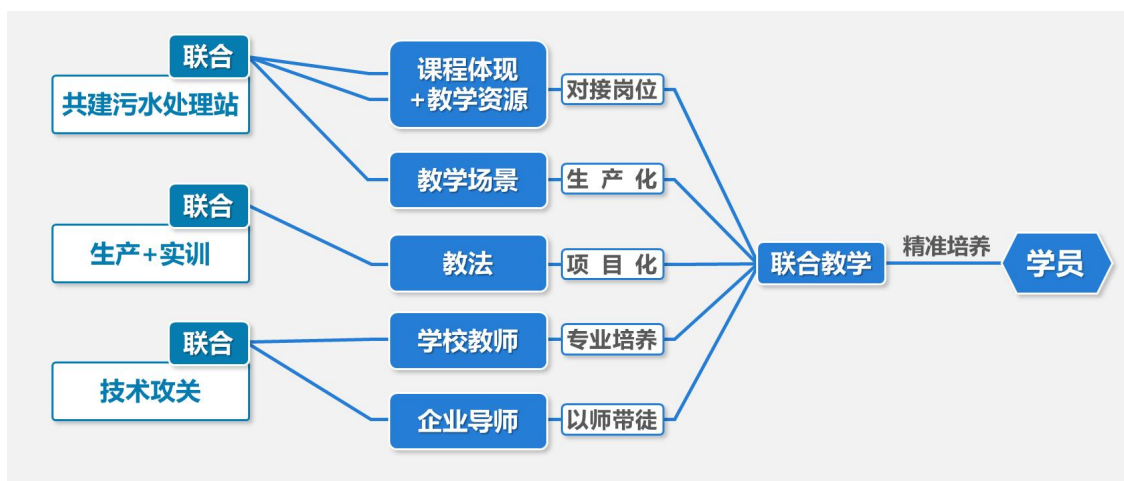 联合
共建污水处理站
课程体现
+教学资源
对接岗位
教学场景
生产化
联合
生产+实训
教法
项目化
联合教学
精准培养
学员
联合
技术攻关
学校教师
专业培养
企业导师
以师带徒